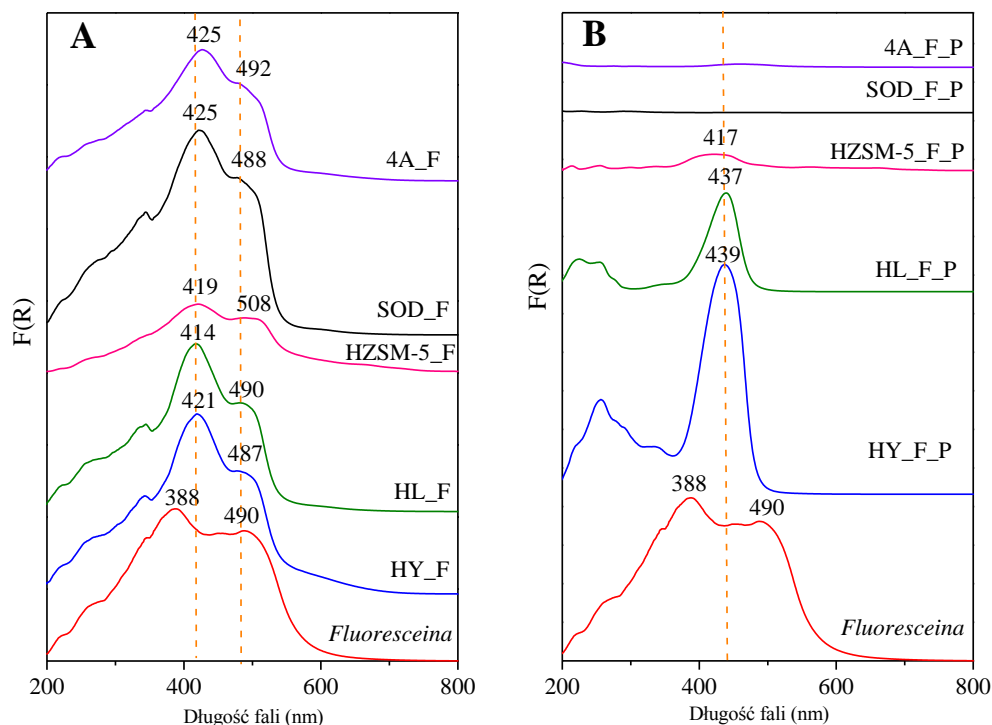 A
425
492
4A_F
425
488
SOD_F
419
508
HZSM-5_F
414
490
HL_F
421
487
HY_F
388
490
Fluoresceina
F(R)
200 400 600 800
Długość fali (nm)
B
4A_F_P
SOD_F_P
417
HZSM-5_F_P
437
HL_F_P
439
HY_F_P
388
490
Fluoresceina
F(R)
200 400 600 800
Długość fali (nm)